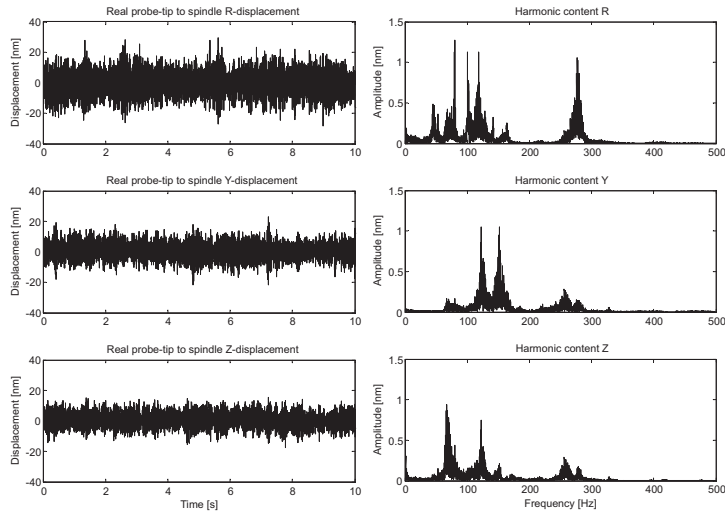 Real probe-tip to spindle R-displacement
Displacement [nm]
40
20
0
-20
-40
0 2 4 6 8 10
Harmonic content R
Amplitude [nm]
1.5
1
0.5
0
0 100 200 300 400 500
Real probe-tip to spindle Y-displacement
Displacement [nm]
40
20
0
-20
-40
0 2 4 6 8 10
Harmonic content Y
Amplitude [nm]
1.5
1
0.5
0
0 100 200 300 400 500
Real probe-tip to spindle Z-displacement
Displacement [nm]
40
20
0
-20
-40
0 2 4 6 8 10
Time [s]
Harmonic content Z
Amplitude [nm]
1.5
1
0.5
0
0 100 200 300 400 500
Frequency [Hz]